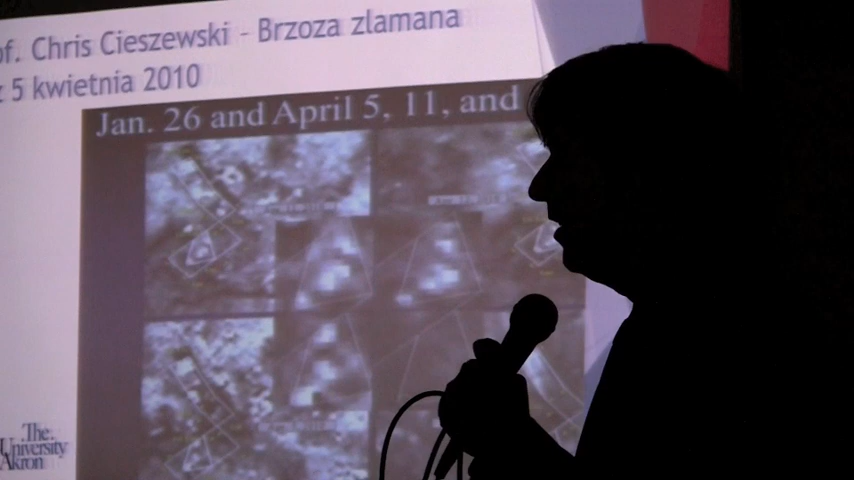 of. Chris Cieszewski - Brzoza zlamana
z 5 kwietnia 2010
Jan. 26 and April 5, 11, and
The
University
Akron